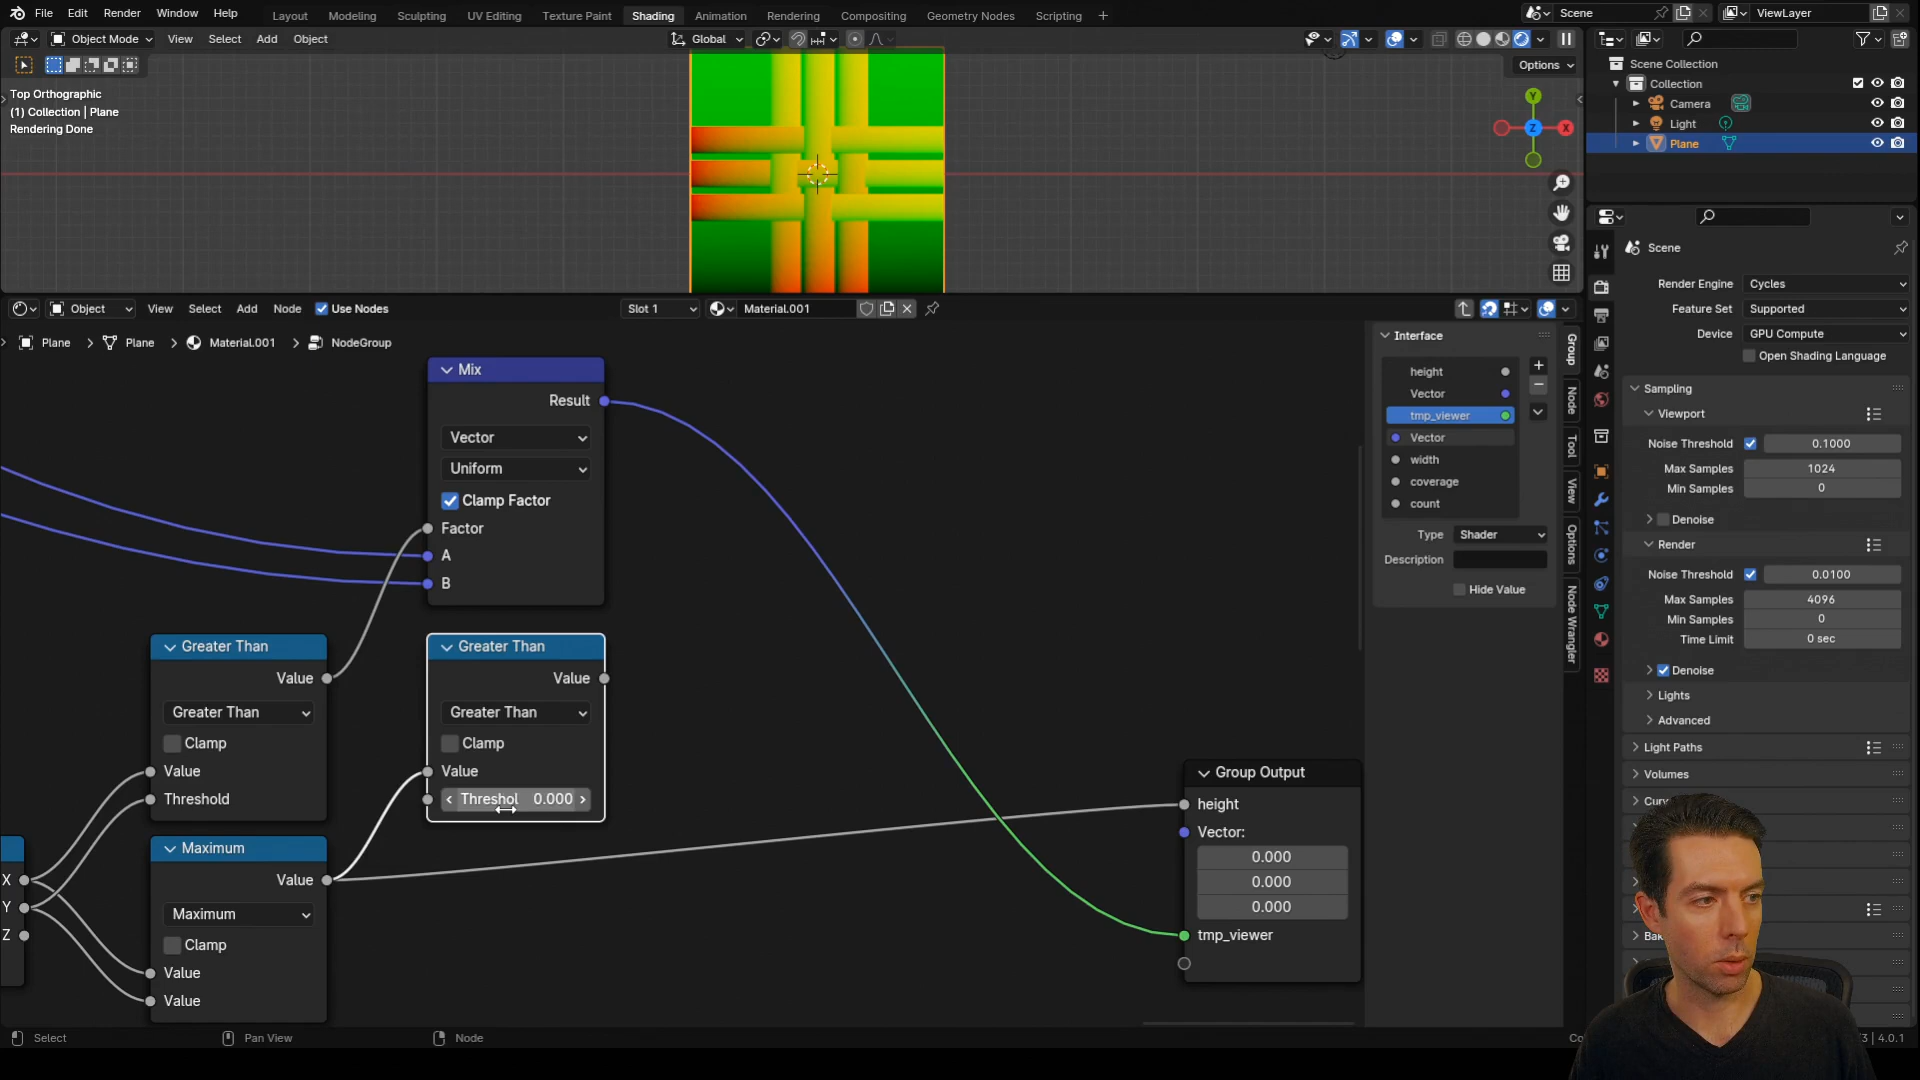 File Edit Render Window Help
Layout Modeling Sculpting UV Editing Texture Paint Shading Animation Rendering Compositing Geometry Nodes Scripting
Scene
ViewLayer
Object Mode View Select Add Object
Global
Options
Top Orthographic
(1) Collection | Plane
Rendering Done
Y
Z
X
Scene Collection
Collection
Camera
Light
Plane
Scene
Render Engine Cycles
Feature Set Supported
Device GPU Compute
Open Shading Language
Sampling
Viewport
Noise Threshold 0.1000
Max Samples 1024
Min Samples 0
Denoise
Render
Noise Threshold 0.0100
Max Samples 4096
Min Samples 0
Time Limit 0 sec
Denoise
Lights
Advanced
Light Paths
Volumes
Object View Select Add Node Use Nodes
Slot 1
Material.001
Plane Plane Material.001 NodeGroup
Mix
Result
Vector
Uniform
Clamp Factor
Factor
A
B
Greater Than
Value
Greater Than
Clamp
Value
Threshold
Greater Than
Value
Greater Than
Clamp
Value
Threshol 0.000
Maximum
Value
Maximum
Clamp
Value
Value
X
Y
Z
Group Output
height
Vector:
0.000
0.000
0.000
tmp_viewer
Interface
height
Vector
tmp_viewer
Vector
width
coverage
count
Type Shader
Description
Hide Value
Group
Node
Tool
View
Options
Node Wrangler
Select
Pan View
Node
4.0.1